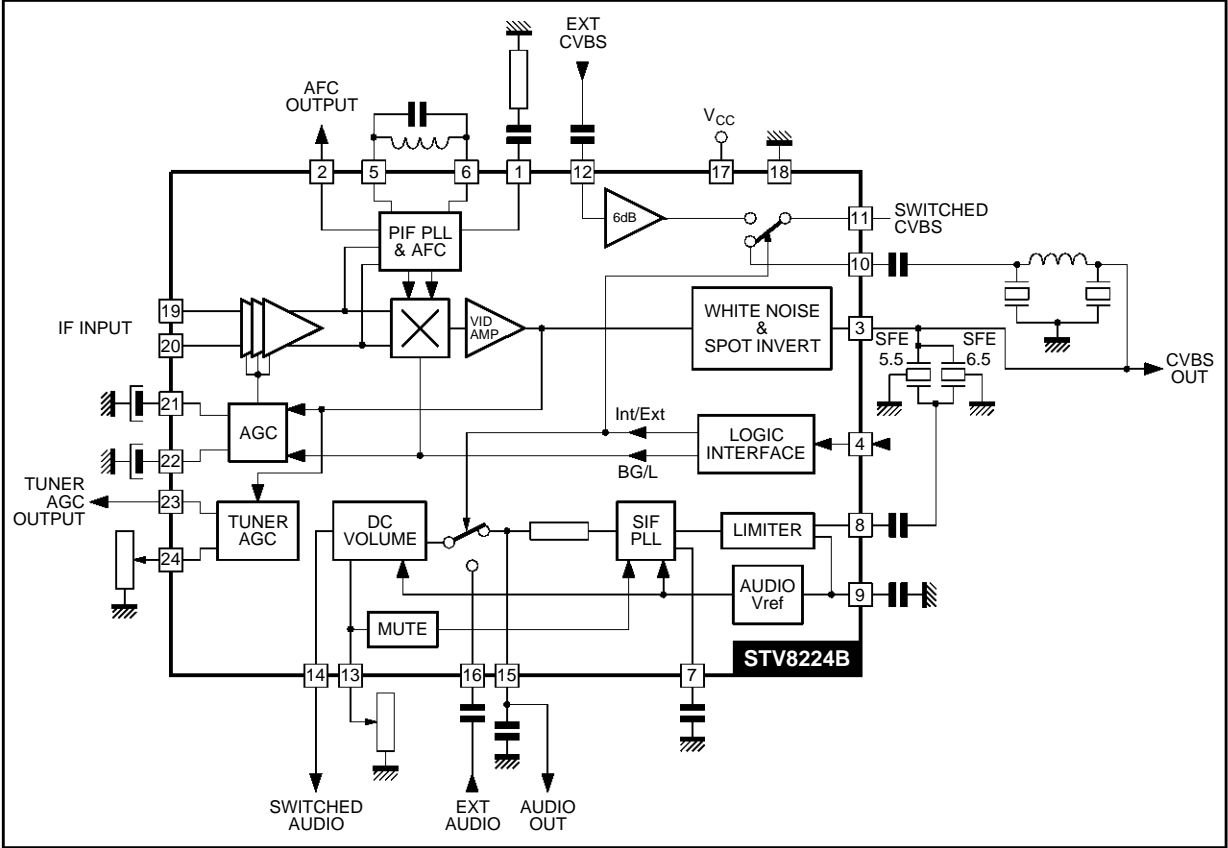 EXT
CVBS
AFC
OUTPUT
V_CC
2
5
6
1
12
17
18
6dB
11
SWITCHED
CVBS
PIF PLL
& AFC
10
19
IF INPUT
20
VID
AMP
WHITE NOISE
&
SPOT INVERT
3
SFE
5.5
SFE
6.5
CVBS
OUT
21
AGC
Int/Ext
LOGIC
INTERFACE
4
22
BG/L
TUNER
AGC
OUTPUT
23
TUNER
AGC
DC
VOLUME
SIF
PLL
LIMITER
8
24
AUDIO
Vref
9
MUTE
STV8224B
14
13
16
15
7
SWITCHED
AUDIO
EXT
AUDIO
AUDIO
OUT